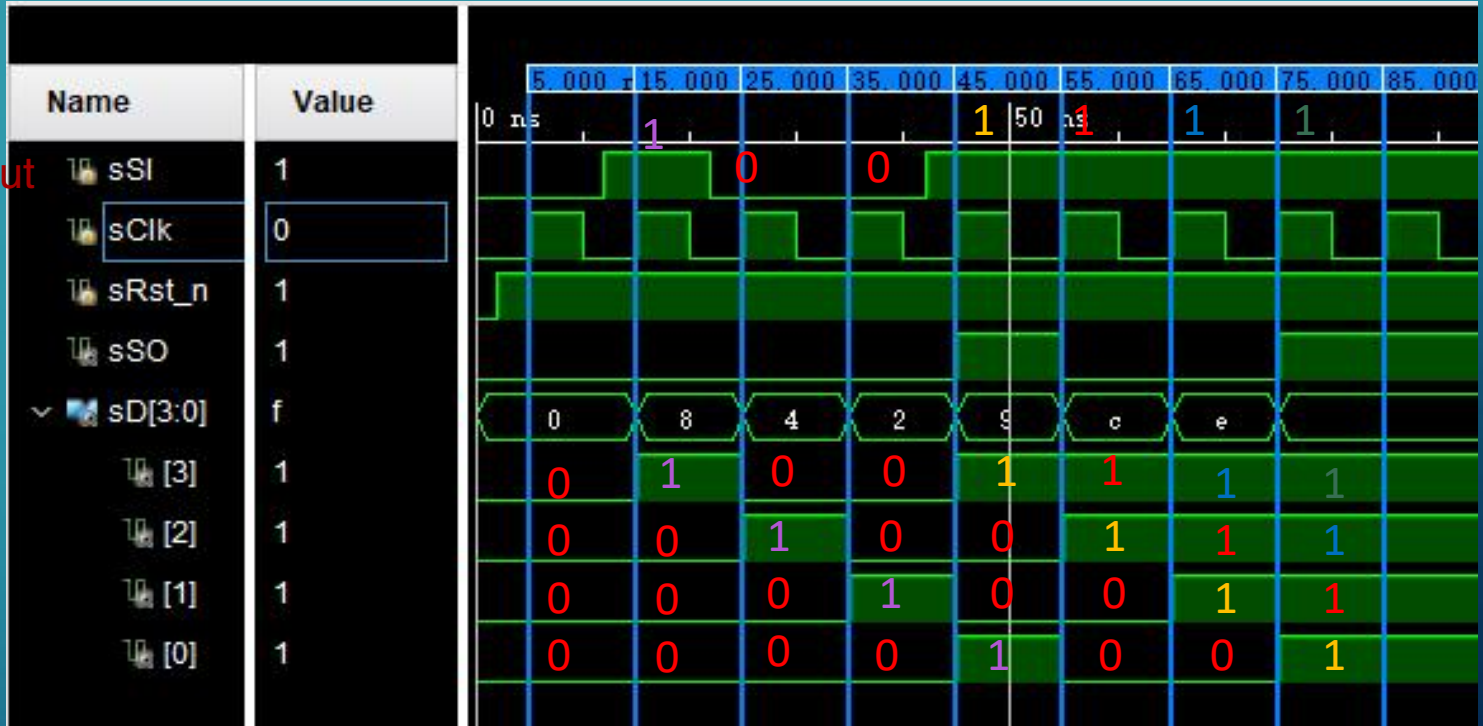 Name Value
5.000 n 15.000 25.000 35.000 45.000 55.000 65.000 75.000 85.000
0 ns 1 1 50 ns 1 1 1
ut sSI 1 0 0
sClk 0
sRst_n 1
sSO 1
sD[3:0] f 0 8 4 2 9 c e
[3] 1 0 1 0 0 1 1 1 1
[2] 1 0 0 1 0 0 1 1 1
[1] 1 0 0 0 1 0 0 1 1
[0] 1 0 0 0 0 1 0 0 1